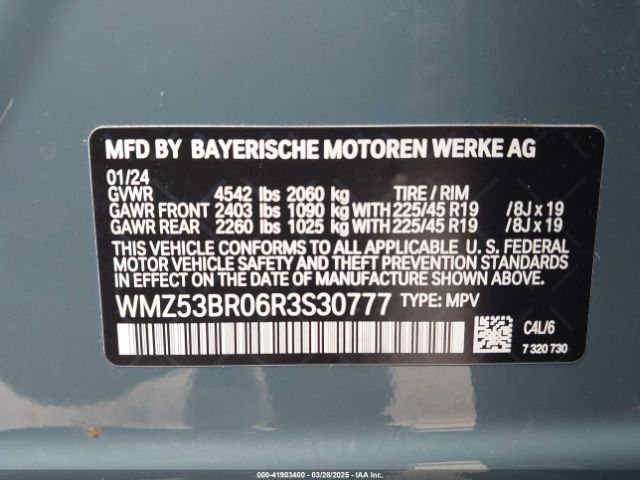 MFD BY BAYERISCHE MOTOREN WERKE AG
01/24
GVWR 4542 lbs 2060 kg TIRE / RIM
GAWR FRONT 2403 lbs 1090 kg WITH 225/45 R19 /8J x 19
GAWR REAR 2260 lbs 1025 kg WITH 225/45 R19 /8J x 19
THIS VEHICLE CONFORMS TO ALL APPLICABLE U. S. FEDERAL
MOTOR VEHICLE SAFETY AND THEFT PREVENTION STANDARDS
IN EFFECT ON THE DATE OF MANUFACTURE SHOWN ABOVE.
WMZ53BR06R3S30777 TYPE: MPV
C4L/6
7 320 730
000-41903400 - 03/28/2025 - IAAI.CA